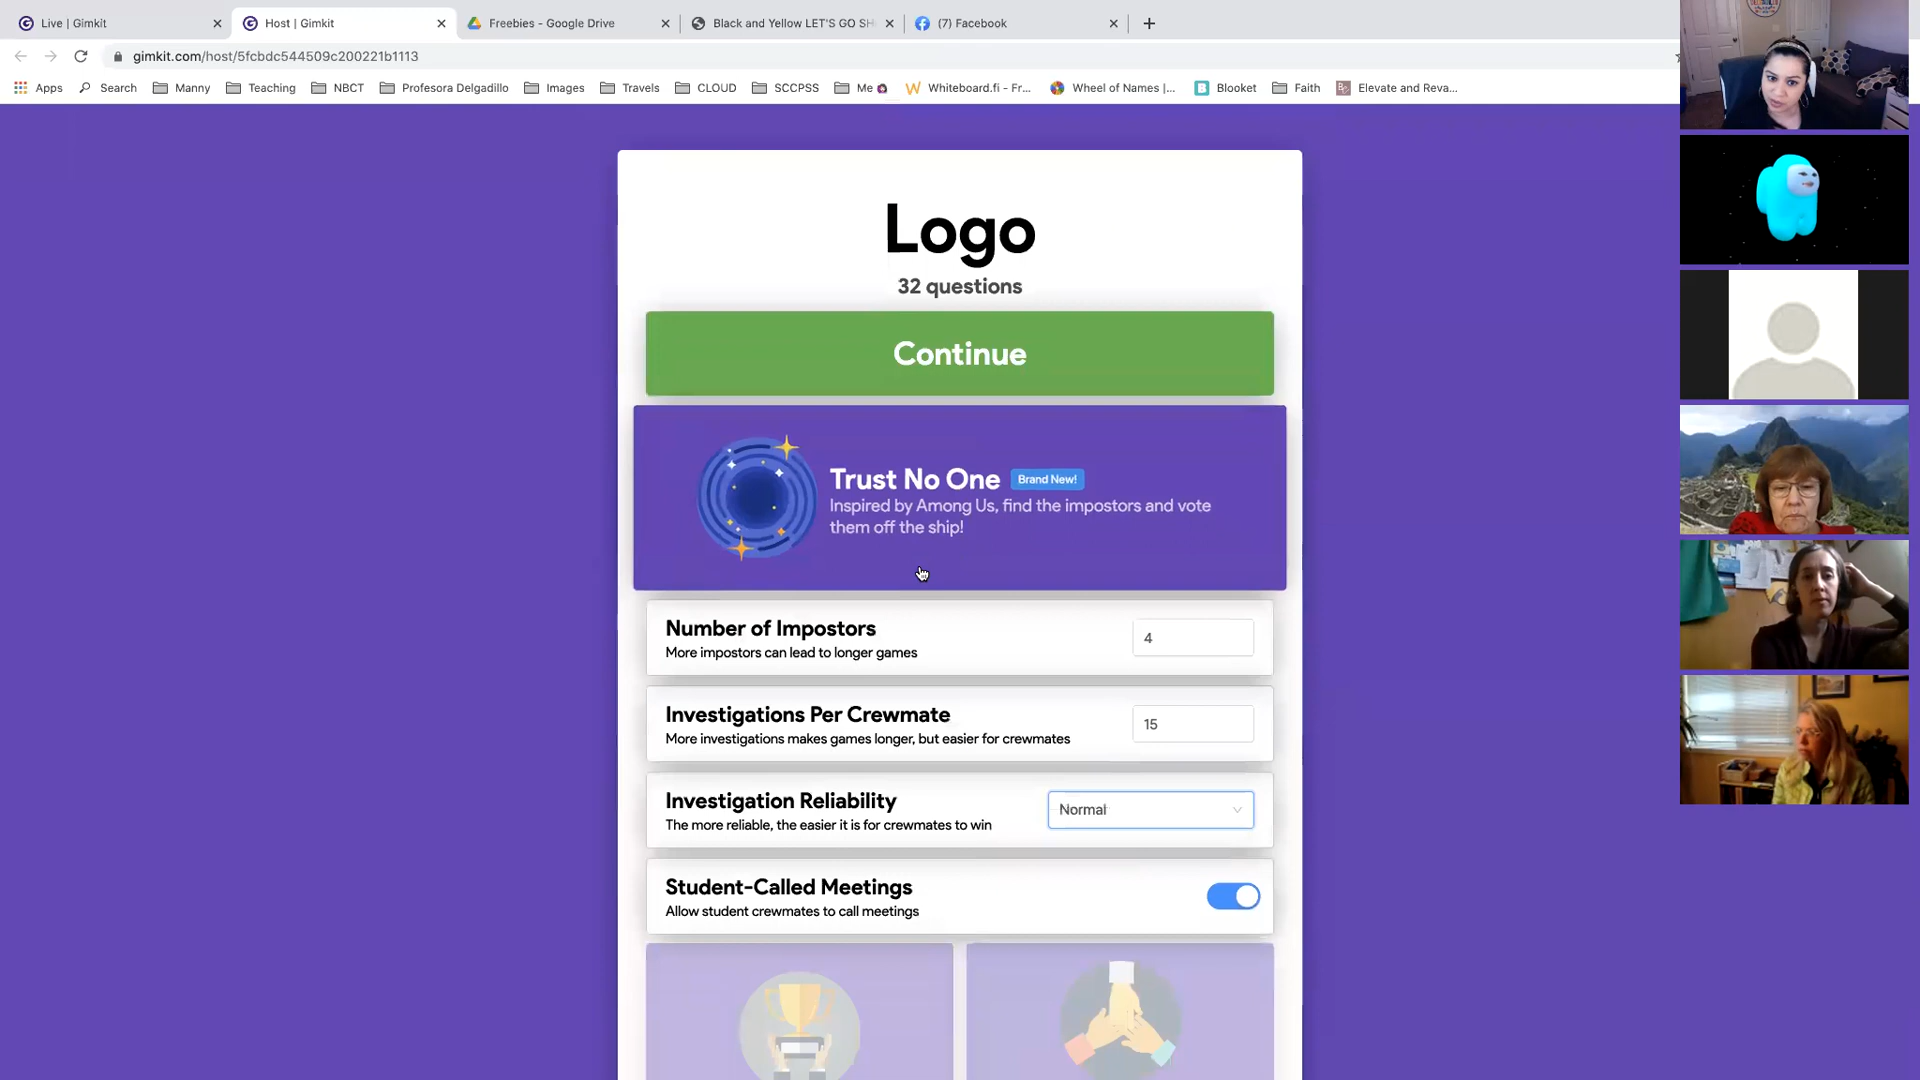 Live | Gimkit
Host | Gimkit
Freebies - Google Drive
Black and Yellow LET'S GO SH
(7) Facebook
gimkit.com/host/5fcbdc544509c200221b1113
Apps
Search
Manny
Teaching
NBCT
Profesora Delgadillo
Images
Travels
CLOUD
SCCPSS
Me
Whiteboard.fi - Fr...
Wheel of Names |...
Blooket
Faith
Elevate and Reva...
Logo
32 questions
Continue
Trust No One
Brand New!
Inspired by Among Us, find the impostors and vote
them off the ship!
Number of Impostors
More impostors can lead to longer games
4
Investigations Per Crewmate
More investigations makes games longer, but easier for crewmates
15
Investigation Reliability
The more reliable, the easier it is for crewmates to win
Normal
Student-Called Meetings
Allow student crewmates to call meetings